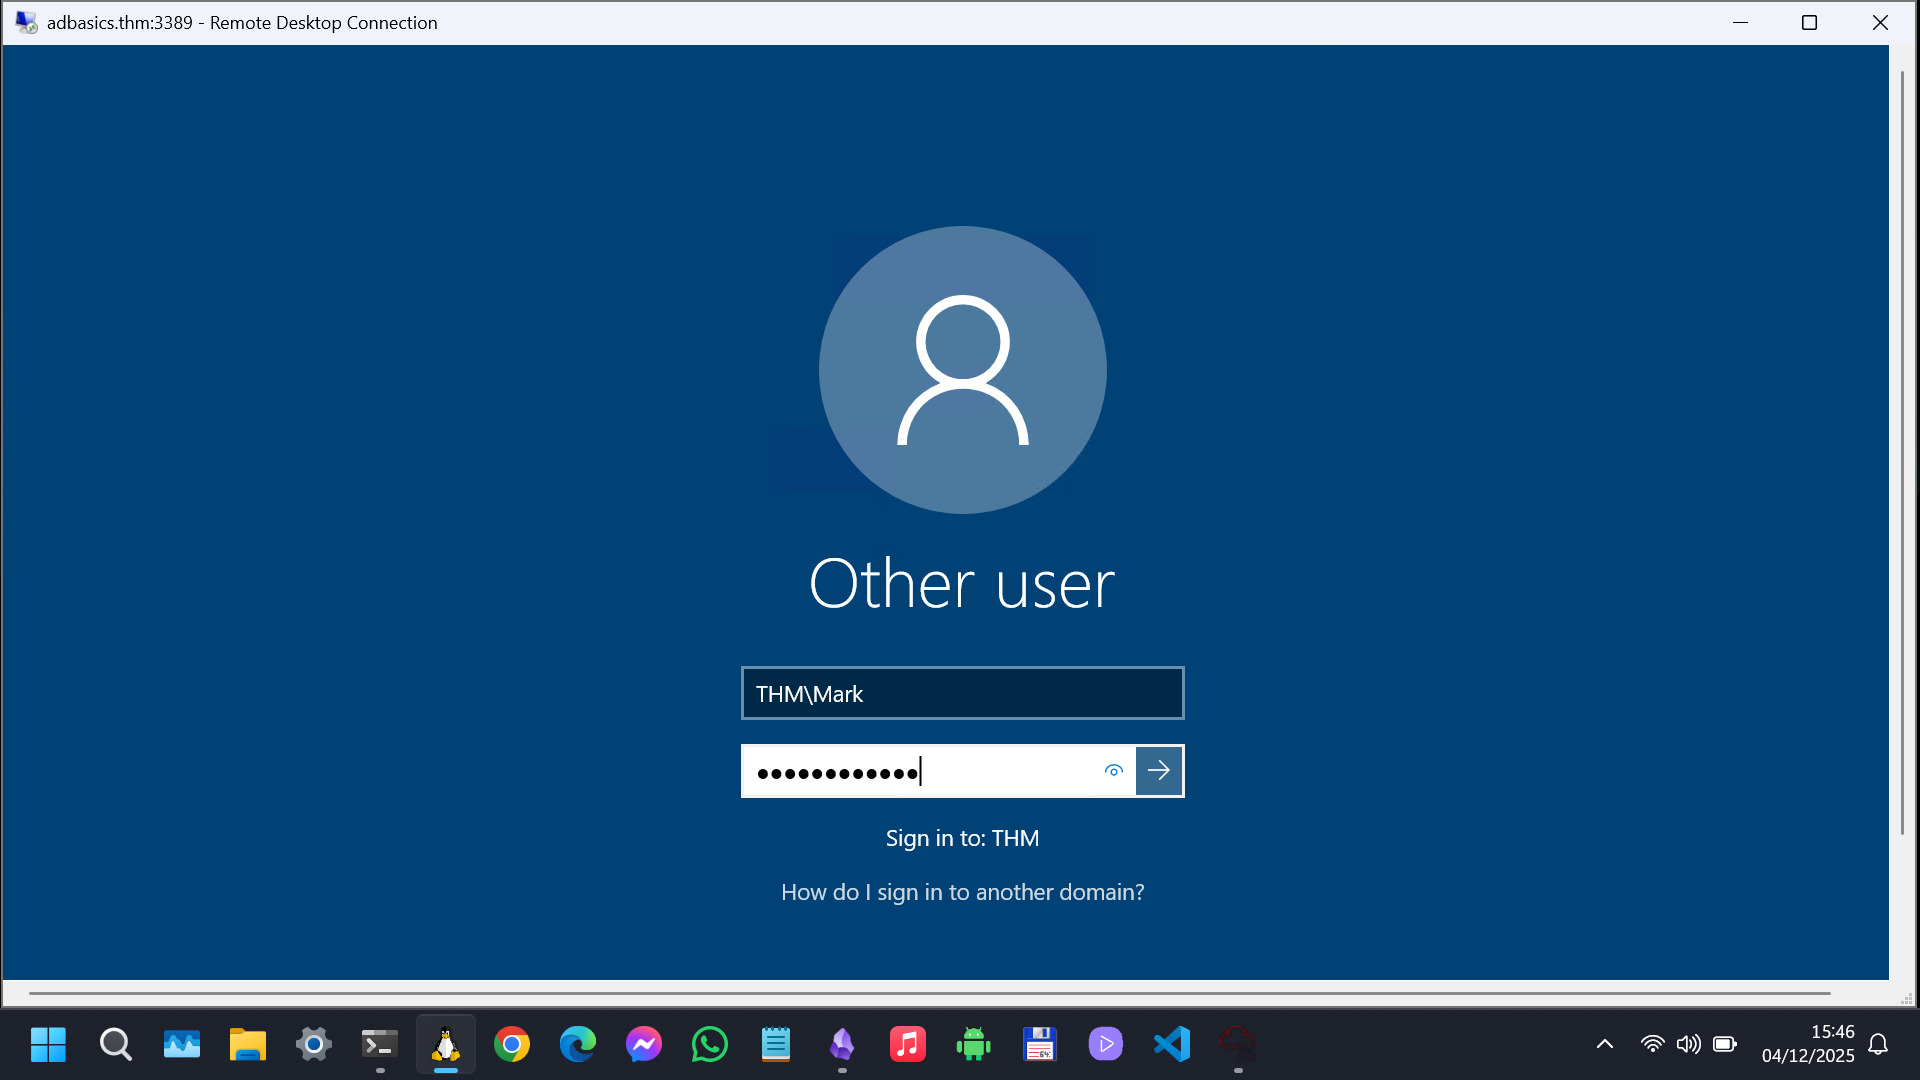 adbasics.thm:3389 - Remote Desktop Connection
Other user
THM\Mark
Sign in to: THM
How do I sign in to another domain?
64
15:46
04/12/2025